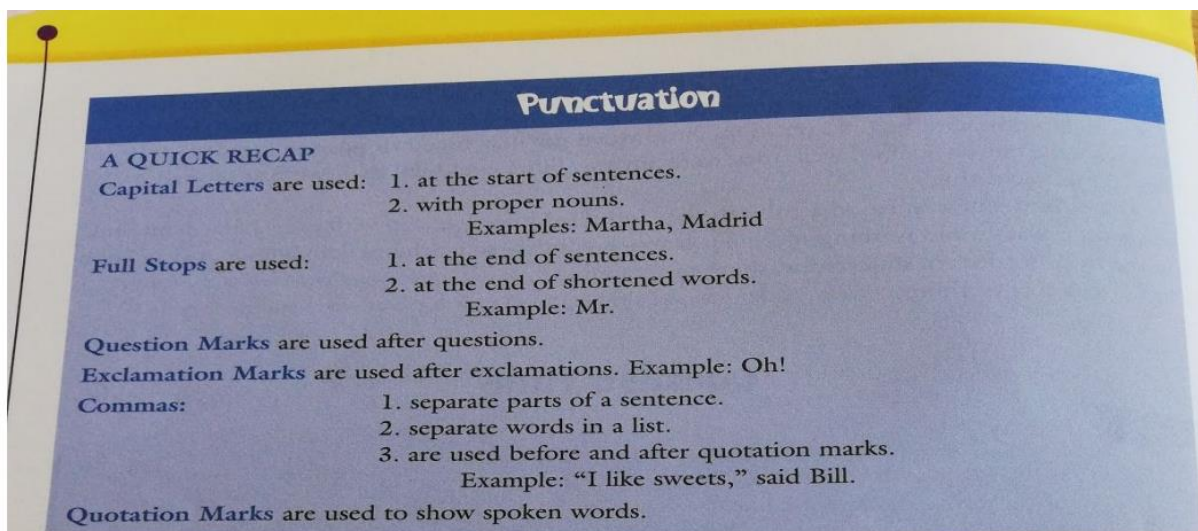 Punctuation
A QUICK RECAP
Capital Letters are used: 1. at the start of sentences.
2. with proper nouns.
Examples: Martha, Madrid
Full Stops are used: 1. at the end of sentences.
2. at the end of shortened words.
Example: Mr.
Question Marks are used after questions.
Exclamation Marks are used after exclamations. Example: Oh!
Commas: 1. separate parts of a sentence.
2. separate words in a list.
3. are used before and after quotation marks.
Example: “I like sweets,” said Bill.
Quotation Marks are used to show spoken words.